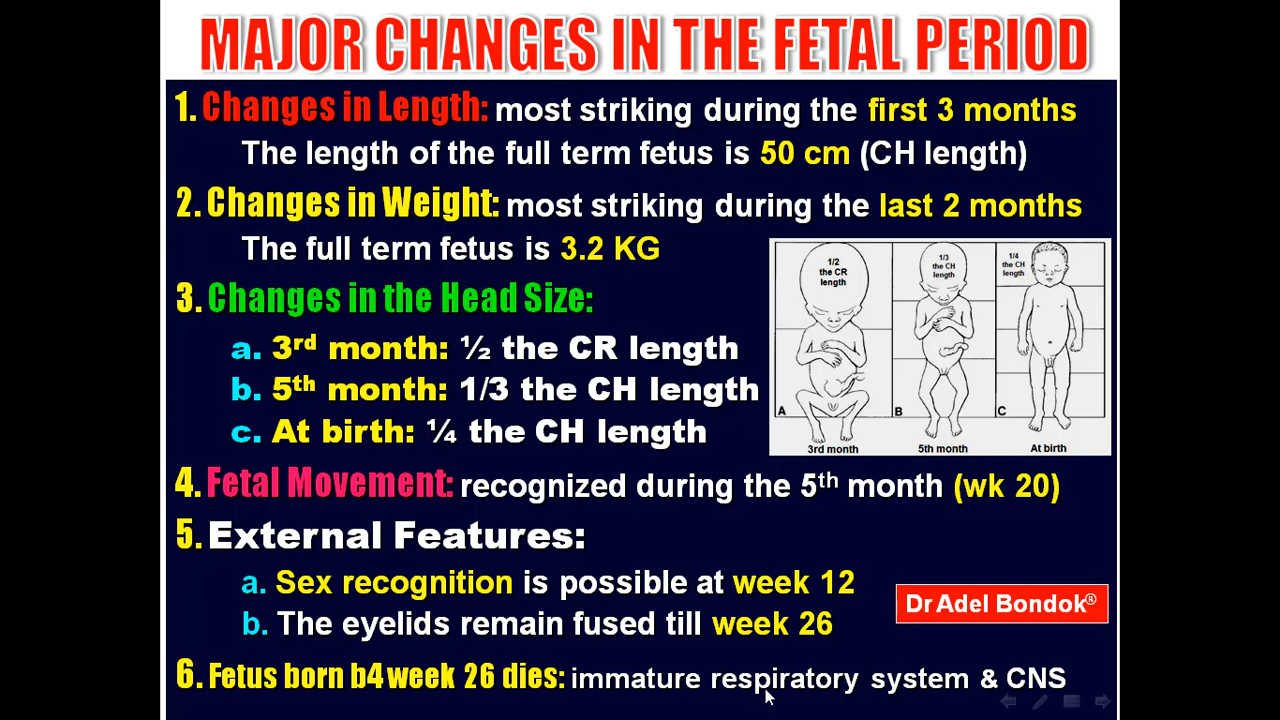 MAJOR CHANGES IN THE FETAL PERIOD
1. Changes in Length: most striking during the first 3 months
The length of the full term fetus is 50 cm (CH length)
2. Changes in Weight: most striking during the last 2 months
The full term fetus is 3.2 KG
3. Changes in the Head Size:
a. 3rd month: ½ the CR length
b. 5th month: 1/3 the CH length
c. At birth: ¼ the CH length
1/2
the CR
length
A
3rd month
1/3
the CH
length
B
5th month
1/4
the CH
length
C
At birth
4. Fetal Movement: recognized during the 5th month (wk 20)
5. External Features:
a. Sex recognition is possible at week 12
b. The eyelids remain fused till week 26
Dr Adel Bondok®
6. Fetus born b4 week 26 dies: immature respiratory system & CNS